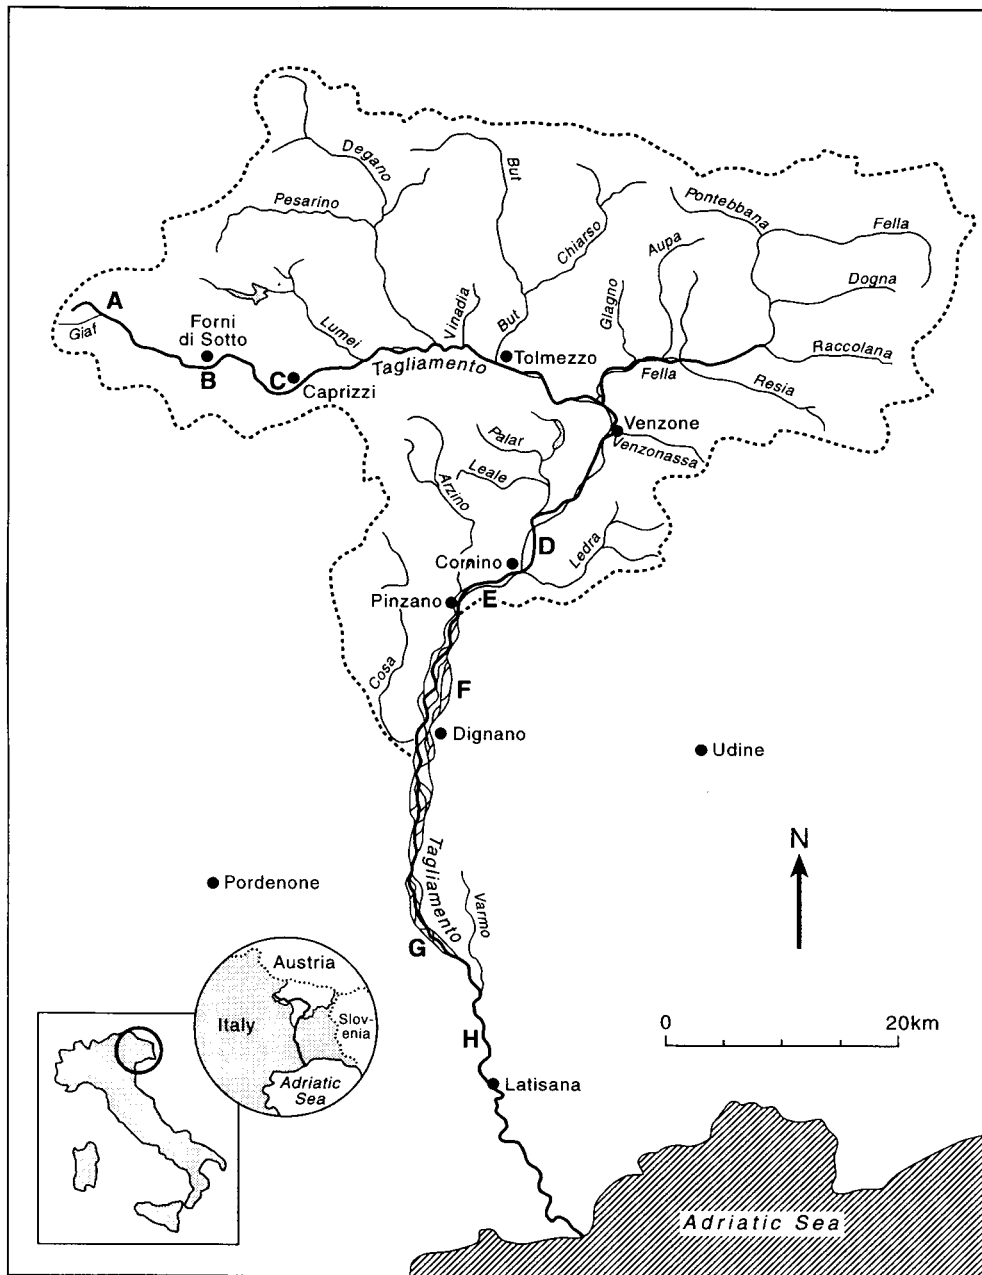 Degano
But
Pesarino
Chiarso
Pontebbana
Fella
Aupa
Dogna
A
Giaf
Forni
di Sotto
Lumei
Vinadia
But
Glagno
Raccolana
B
C
Caprizzi
Tagliamento
Tolmezzo
Fella
Resia
Venzone
Venzonassa
Palar
Leale
Arzino
D
Ledra
Cornino
E
Pinzano
Cosa
F
Dignano
Udine
N
Tagliamento
Pordenone
Varmo
G
Austria
Italy
Slov-
enia
Adriatic
Sea
H
0
20km
Latisana
Adriatic Sea